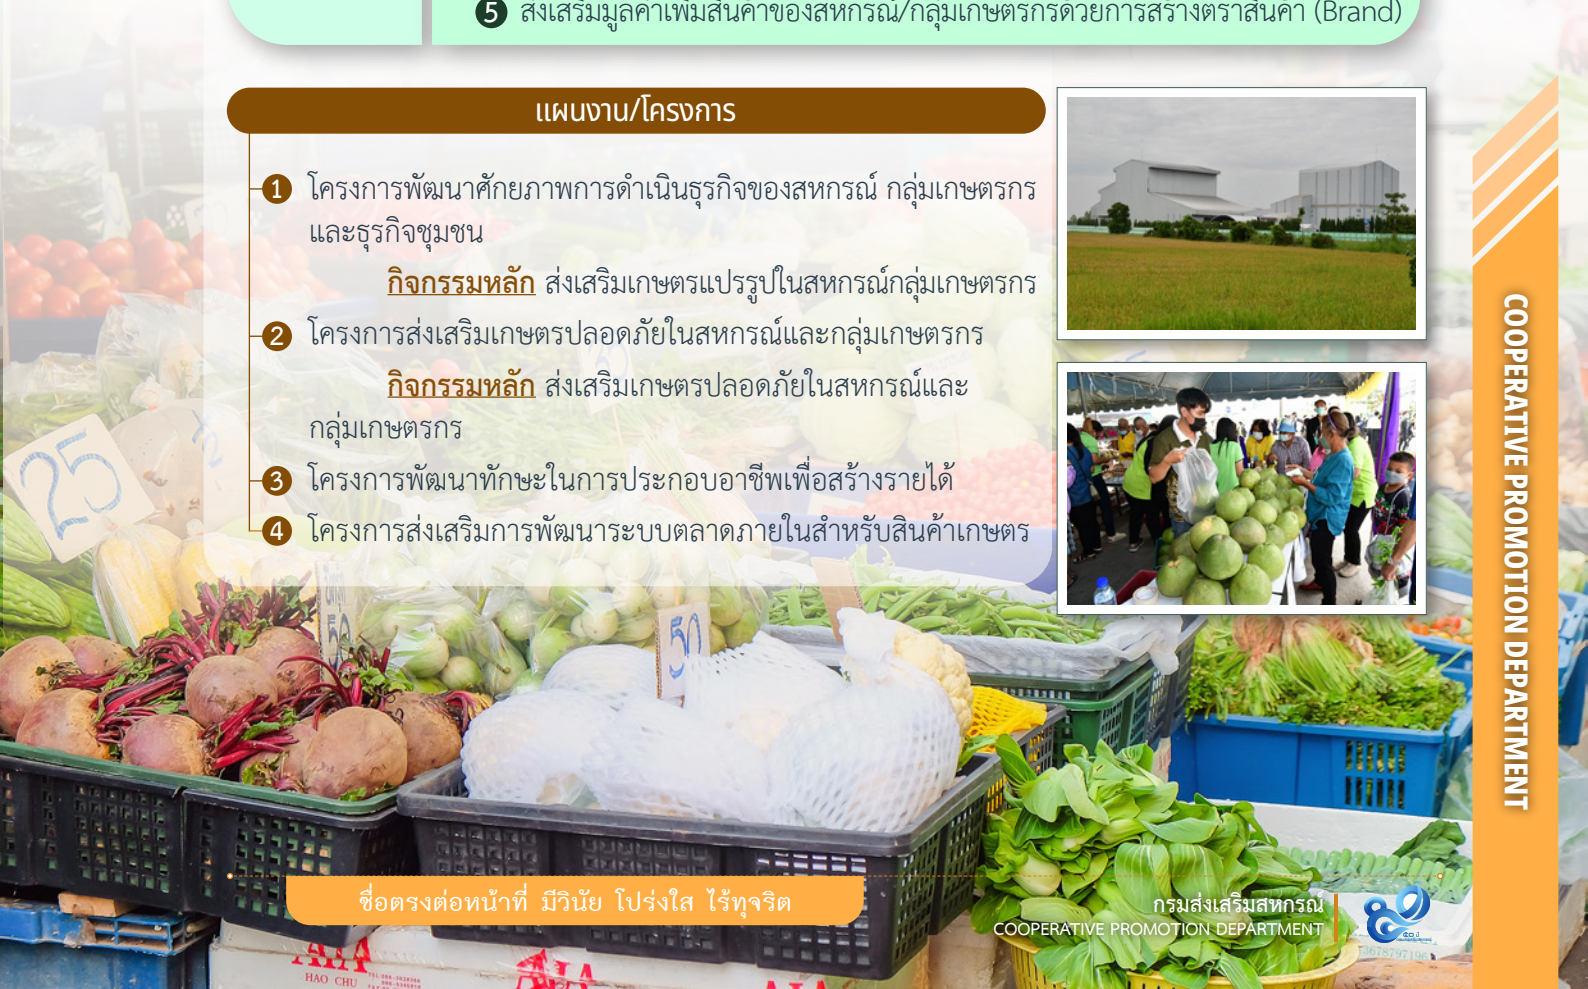 5 ส่งเสริมมูลค่าเพิ่มสินค้าของสหกรณ์/กลุ่มเกษตรกรด้วยการสร้างตราสินค้า (Brand)
แผนงาน/โครงการ
1 โครงการพัฒนาศักยภาพการดำเนินธุรกิจของสหกรณ์ กลุ่มเกษตรกร
และธุรกิจชุมชน
กิจกรรมหลัก ส่งเสริมเกษตรแปรรูปในสหกรณ์กลุ่มเกษตรกร
2 โครงการส่งเสริมเกษตรปลอดภัยในสหกรณ์และกลุ่มเกษตรกร
กิจกรรมหลัก ส่งเสริมเกษตรปลอดภัยในสหกรณ์และ
กลุ่มเกษตรกร
3 โครงการพัฒนาทักษะในการประกอบอาชีพเพื่อสร้างรายได้
4 โครงการส่งเสริมการพัฒนาระบบตลาดภายในสำหรับสินค้าเกษตร
COOPERATIVE PROMOTION DEPARTMENT
25
50
50
ซื่อตรงต่อหน้าที่ มีวินัย โปร่งใส ไร้ทุจริต
กรมส่งเสริมสหกรณ์
COOPERATIVE PROMOTION DEPARTMENT
HAO CHU